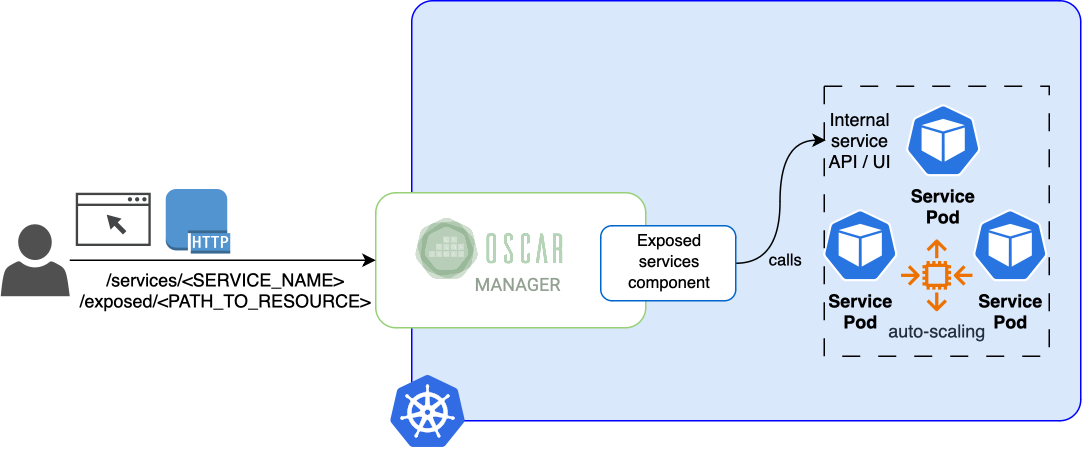 HTTP
/services/<SERVICE_NAME>
/exposed/<PATH_TO_RESOURCE>
OSCAR
MANAGER
Exposed
services
component
calls
Internal
service
API / UI
Service
Pod
Service
Pod
Service
Pod
auto-scaling